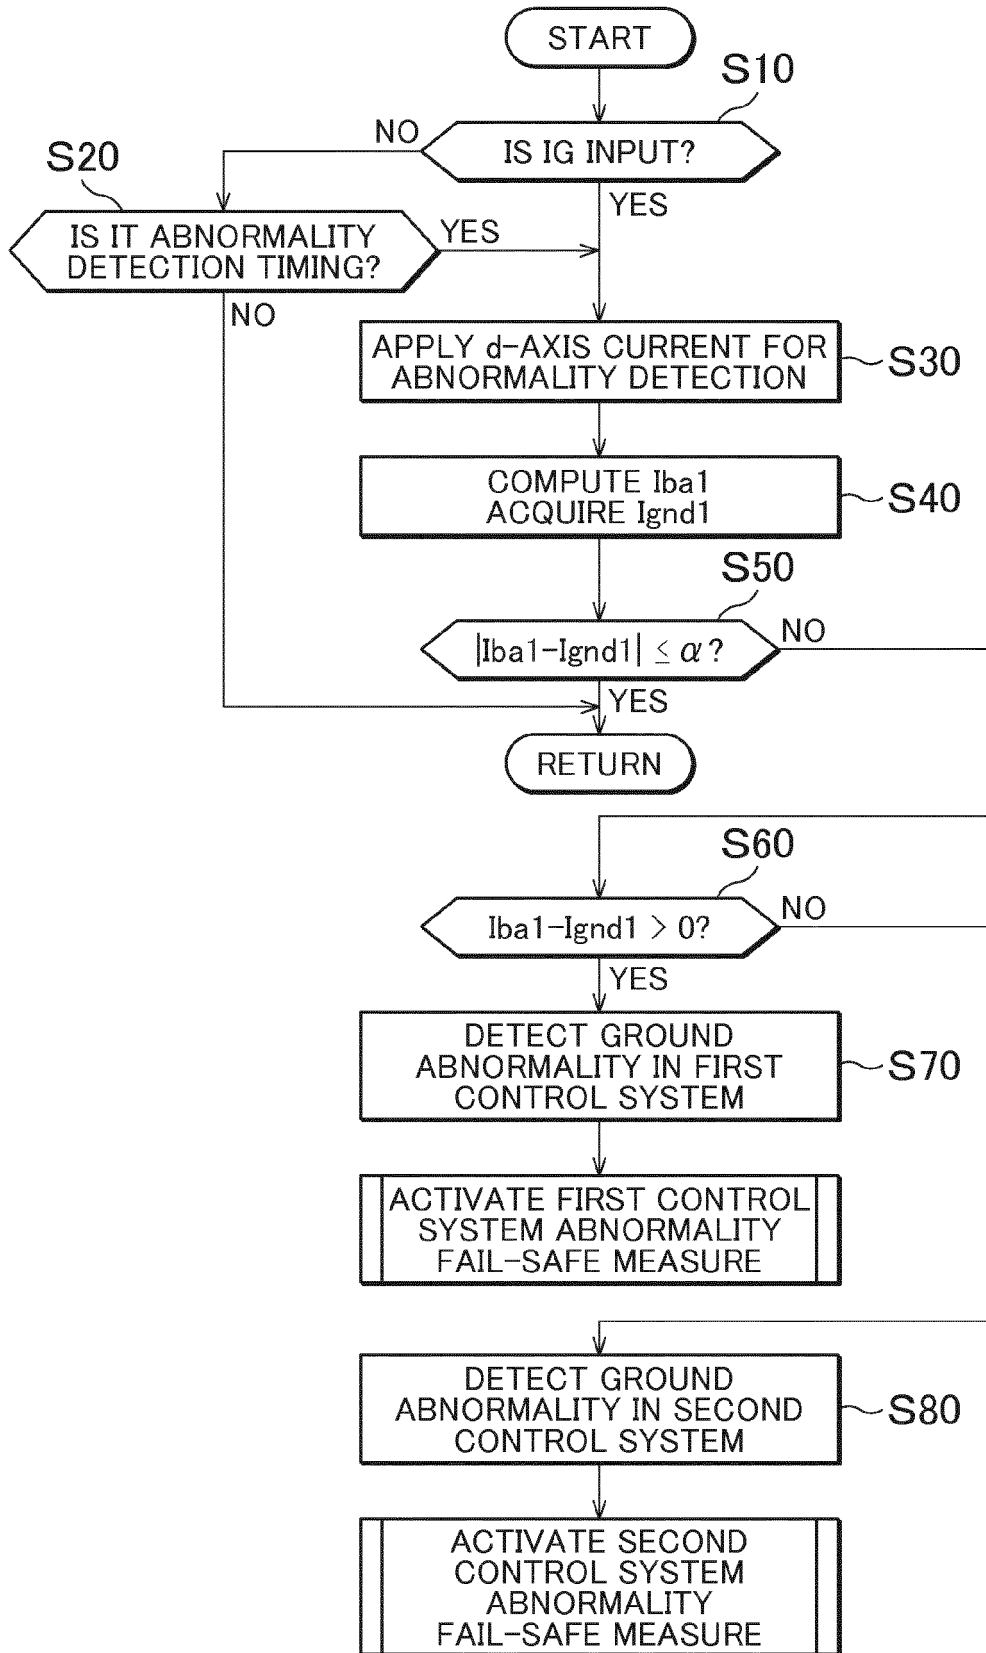 START
S10
IS IG INPUT?
NO
YES
S20
IS IT ABNORMALITY
DETECTION TIMING?
YES
NO
APPLY d-AXIS CURRENT FOR
ABNORMALITY DETECTION
S30
COMPUTE Iba1
ACQUIRE Ignd1
S40
S50
|Iba1-Ignd1| ≤ α?
NO
YES
RETURN
S60
Iba1-Ignd1 > 0?
NO
YES
DETECT GROUND
ABNORMALITY IN FIRST
CONTROL SYSTEM
S70
ACTIVATE FIRST CONTROL
SYSTEM ABNORMALITY
FAIL-SAFE MEASURE
DETECT GROUND
ABNORMALITY IN SECOND
CONTROL SYSTEM
S80
ACTIVATE SECOND
CONTROL SYSTEM
ABNORMALITY
FAIL-SAFE MEASURE